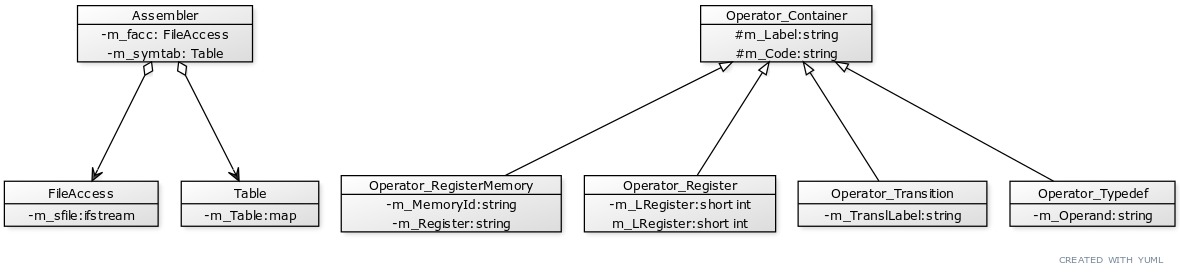 Assembler
-m_facc: FileAccess
-m_symtab: Table
Operator_Container
#m_Label:string
#m_Code:string
FileAccess
-m_sfile:ifstream
Table
-m_Table:map
Operator_RegisterMemory
-m_MemoryId:string
-m_Register:string
Operator_Register
-m_LRegister:short int
m_LRegister:short int
Operator_Transition
-m_TranslLabel:string
Operator_Typedef
-m_Operand:string
CREATED WITH YUML